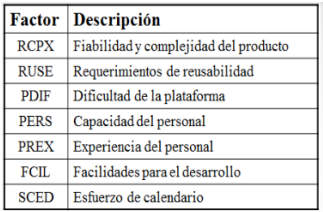 Factor Descripción
RCPX Fiabilidad y complejidad del producto
RUSE Requerimientos de reusabilidad
PDIF Dificultad de la plataforma
PERS Capacidad del personal
PREX Experiencia del personal
FCIL Facilidades para el desarrollo
SCED Esfuerzo de calendario